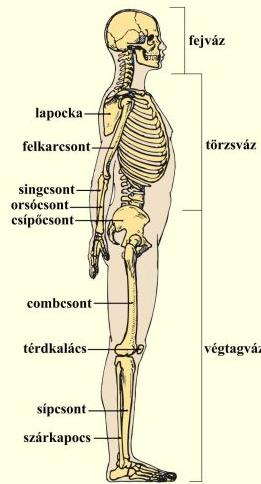 fejváz
lapocka
felkarcsont
törzsváz
singcsont
orsócsont
csípőcsont
combcsont
térdkalács
végtagváz
sípcsont
szárkapocs